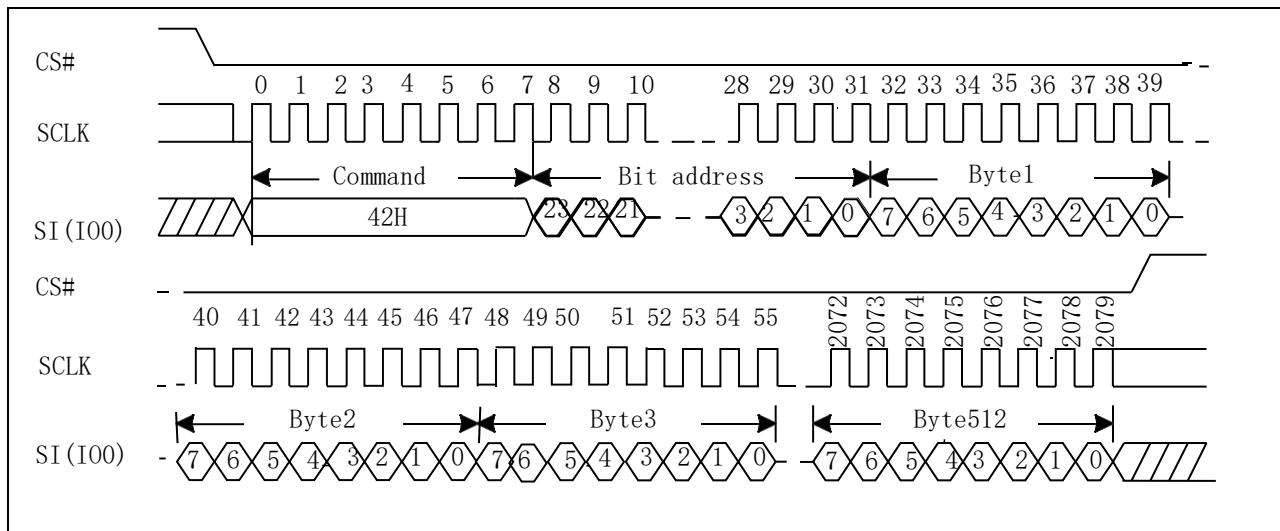 CS#
0 1 2 3 4 5 6 7 8 9 10 28 29 30 31 32 33 34 35 36 37 38 39
SCLK
Command Bit address Byte1
SI(IO0) 42H 23 22 21 3 2 1 0 7 6 5 4 3 2 1 0
CS#
40 41 42 43 44 45 46 47 48 49 50 51 52 53 54 55 2072 2073 2074 2075 2076 2077 2078 2079
SCLK
Byte2 Byte3 Byte512
SI(IO0) 7 6 5 4 3 2 1 0 7 6 5 4 3 2 1 0 7 6 5 4 3 2 1 0